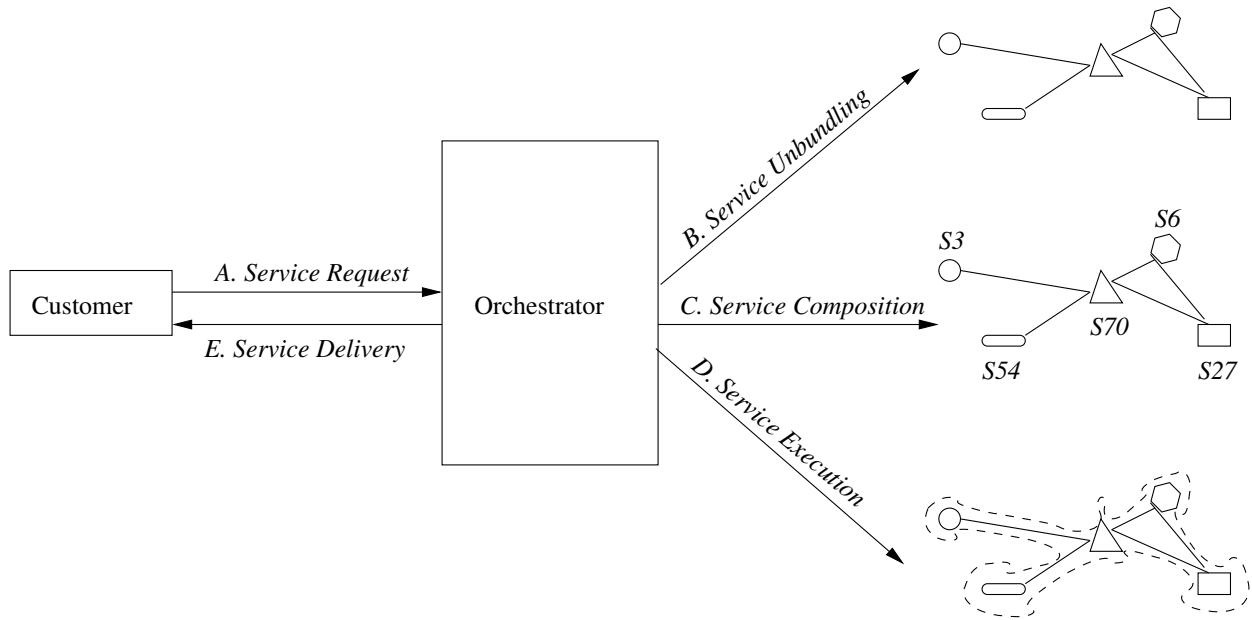 B. Service Unbundling
S6
S3
A. Service Request
Customer
Orchestrator
C. Service Composition
S70
E. Service Delivery
S54
S27
D. Service Execution